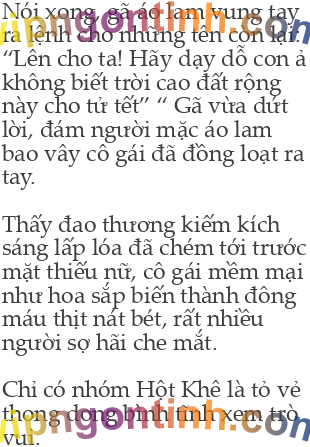 Nói xong, gã áo lam vung tay
ra lệnh cho những tên còn lại:
“Lên cho ta! Hãy dạy dỗ con ả
không biết trời cao đất rộng
này cho tử tết” “ Gã vừa dứt
lời, đám người mặc áo lam
bao vây cô gái đã đồng loạt ra
tay.
Thấy đao thương kiếm kích
sáng lấp lóa đã chém tới trước
mặt thiếu nữ, cô gái mềm mại
như hoa sắp biến thành đông
máu thịt nát bét, rất nhiều
người sợ hãi che mắt.
Chỉ có nhóm Hột Khê là tỏ vẻ
thong dong bình tĩnh xem trò
vui.
vipngontinh.com
vipngontinh.com